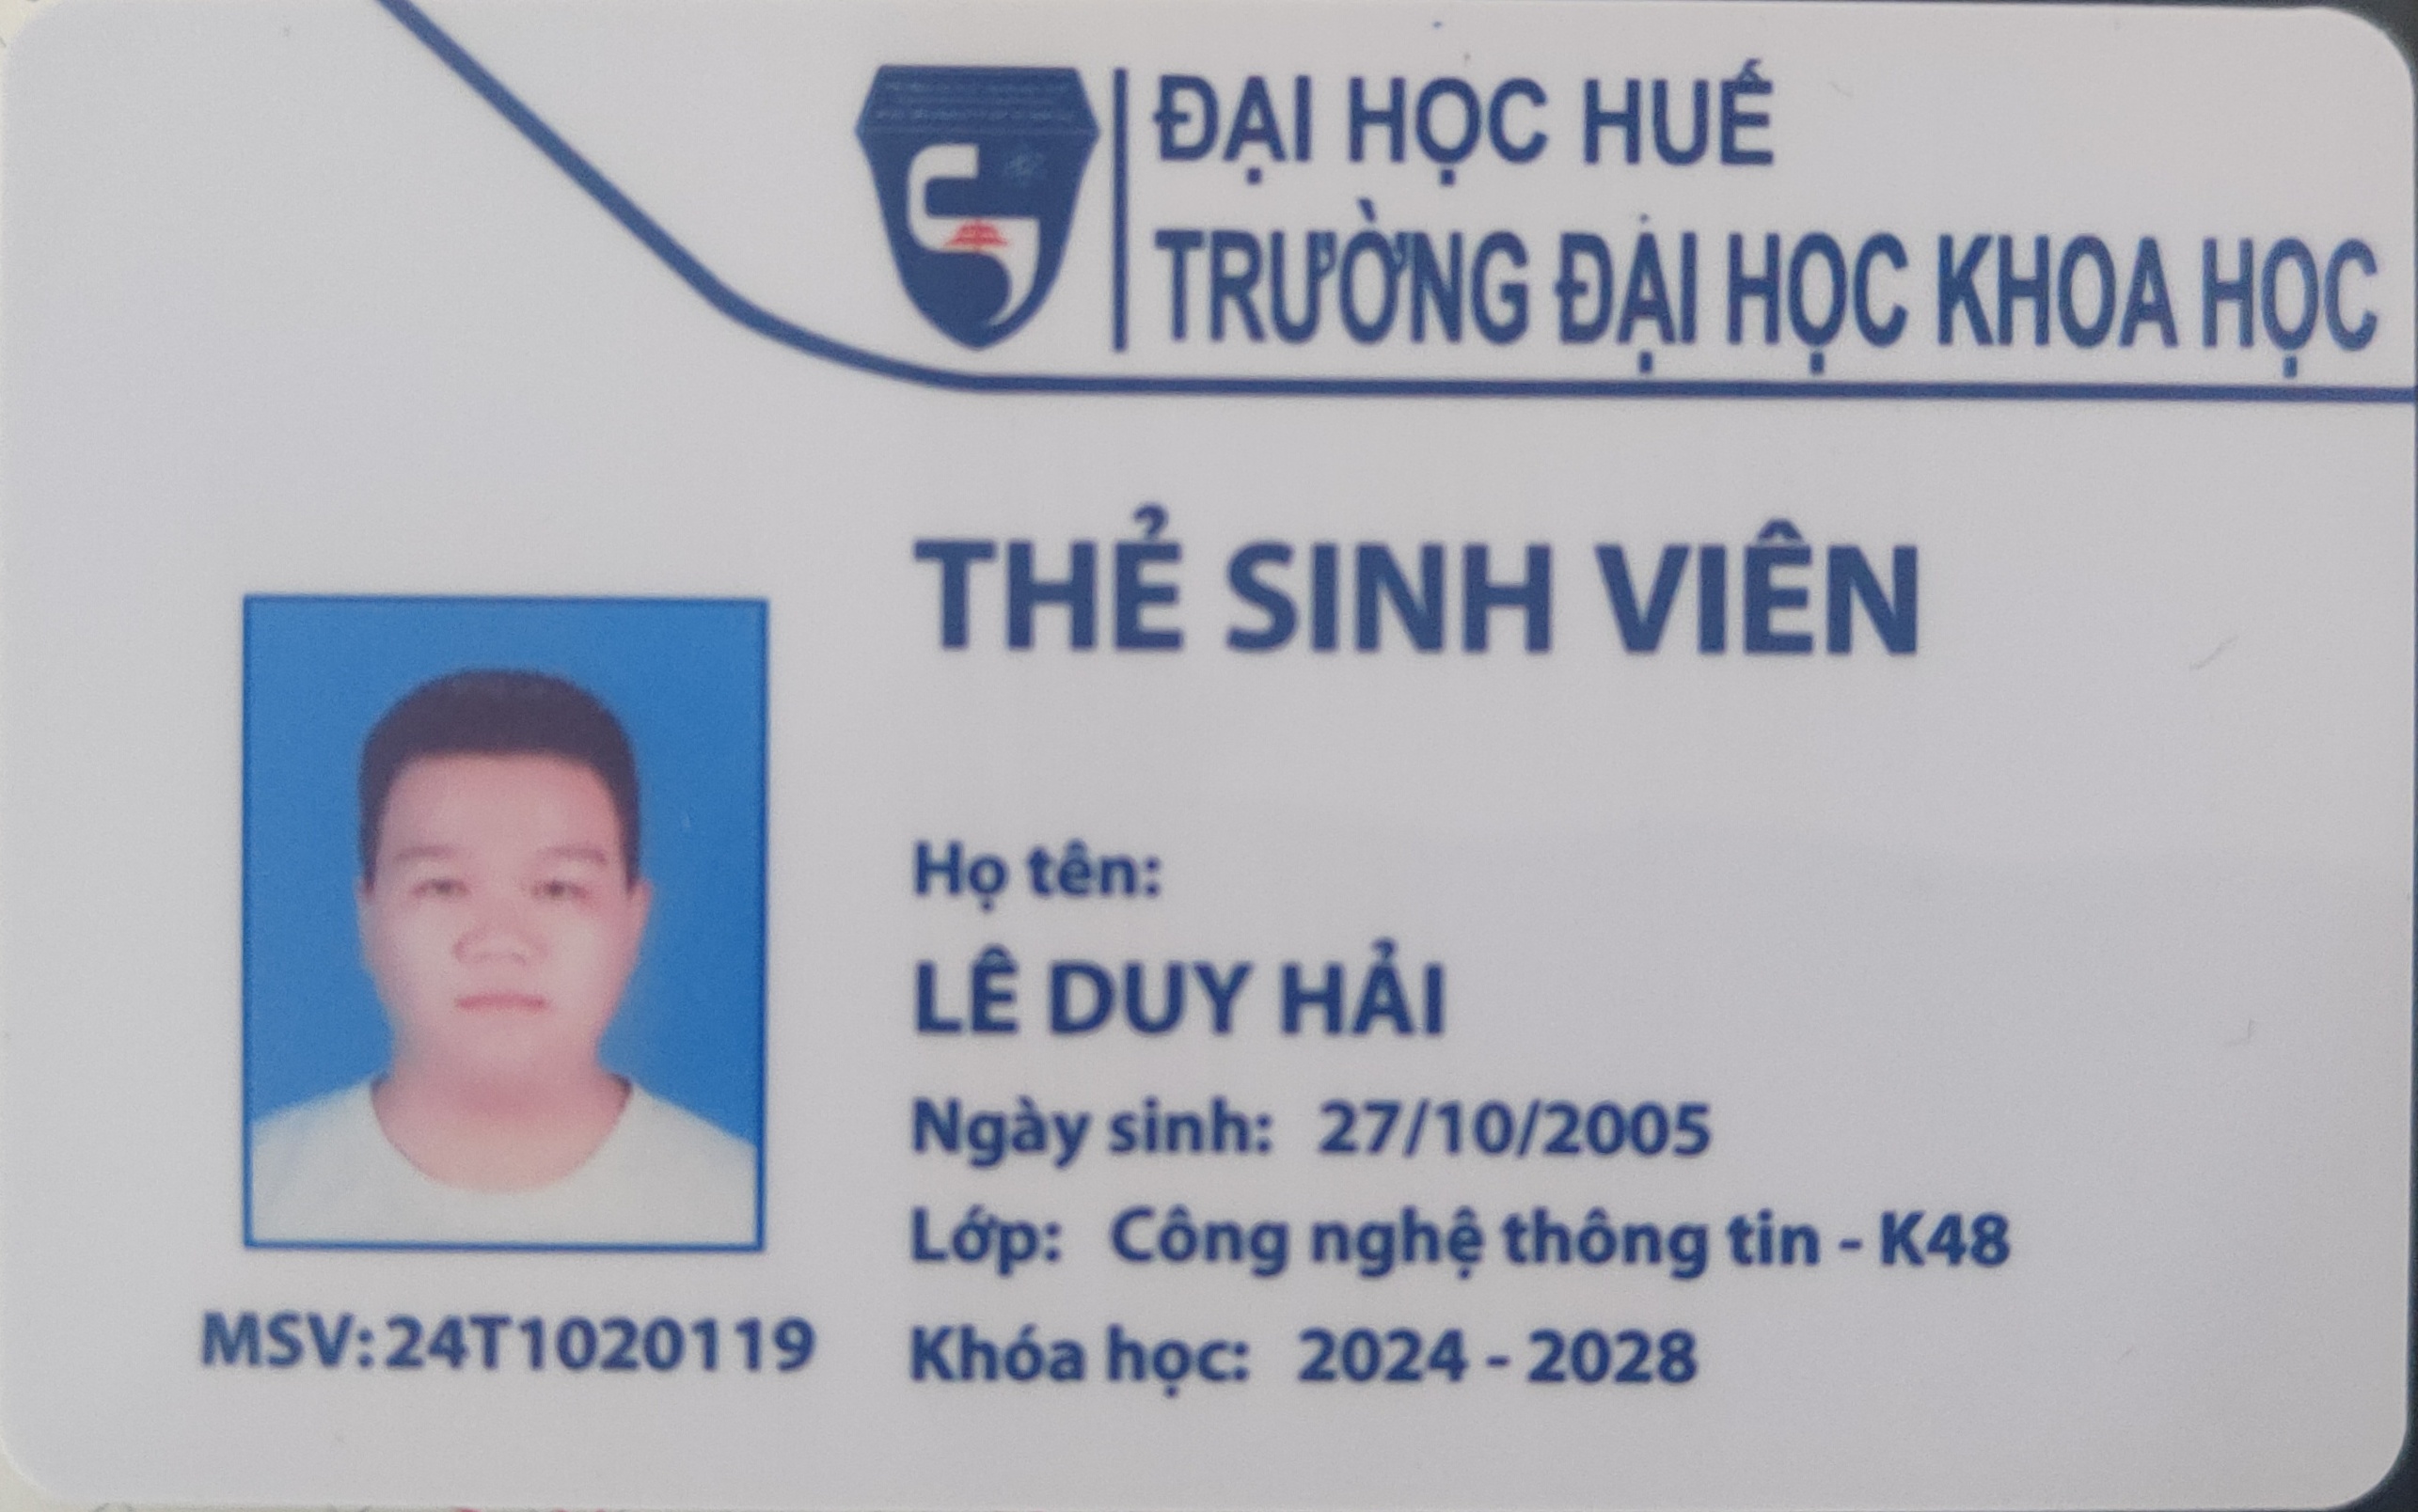 ĐẠI HỌC HUẾ
TRƯỜNG ĐẠI HỌC KHOA HỌC
THẺ SINH VIÊN
Họ tên:
LÊ DUY HẢI
Ngày sinh: 27/10/2005
Lớp: Công nghệ thông tin - K48
Khóa học: 2024 - 2028
MSV: 24T1020119